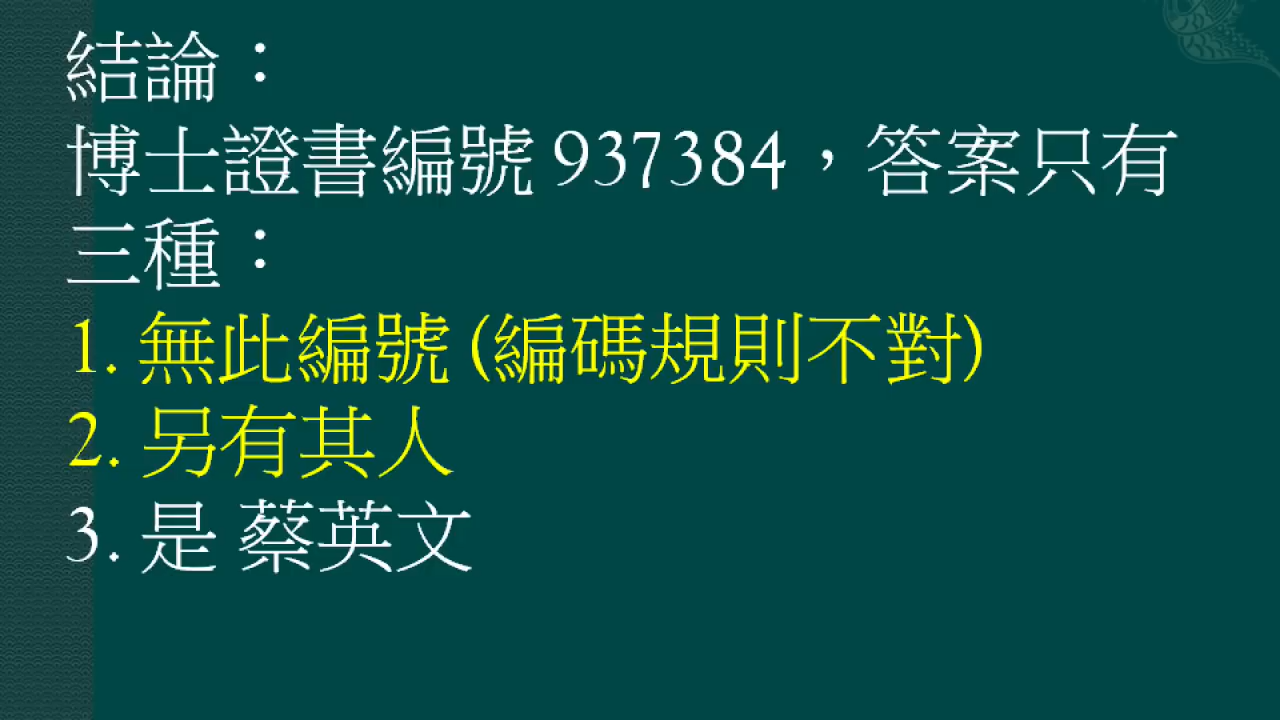 結論：
博士證書編號 937384，答案只有
三種：
1. 無此編號 (編碼規則不對)
2. 另有其人
3. 是 蔡英文